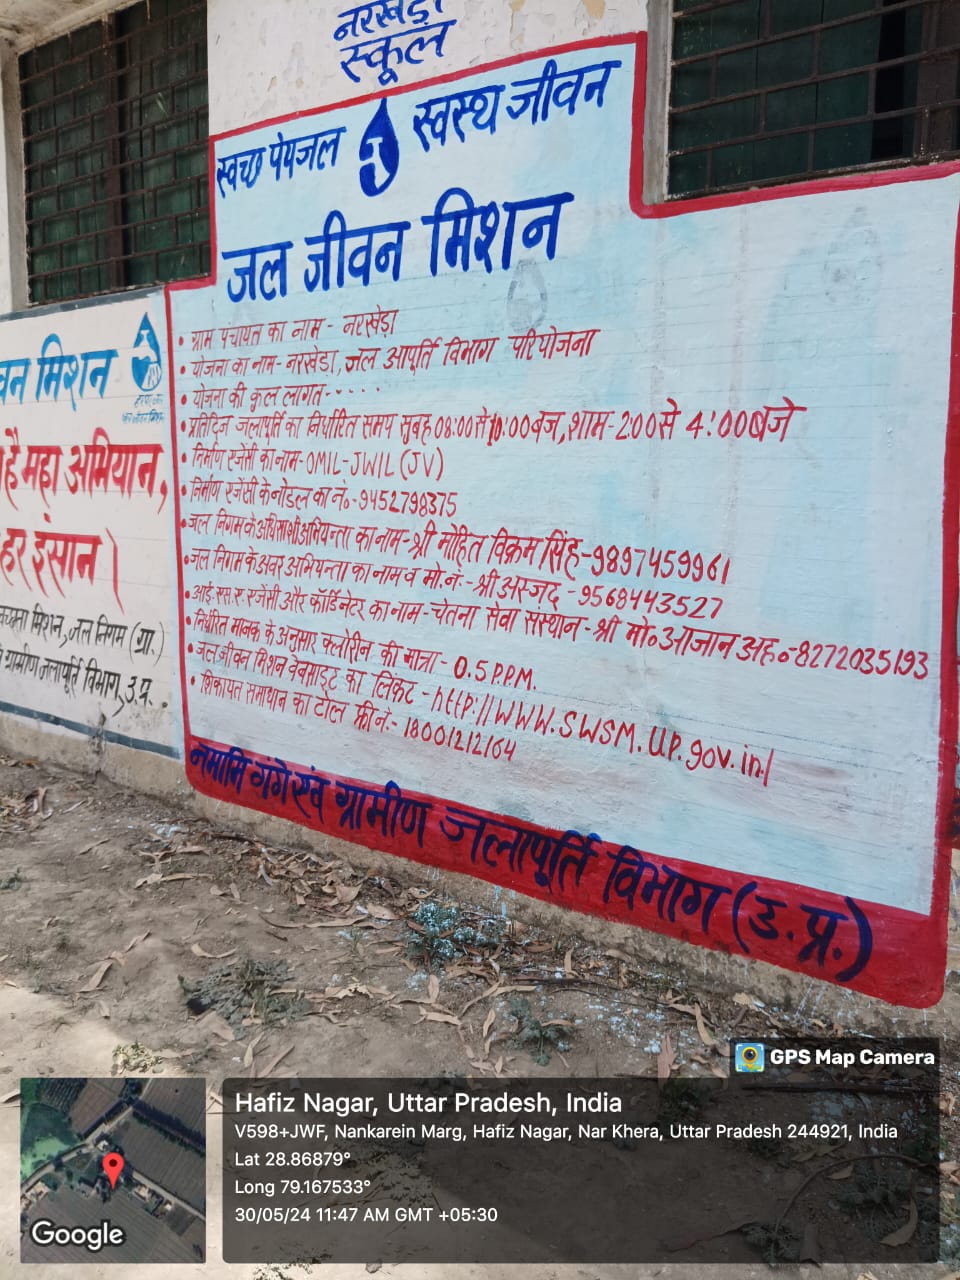 नरखेड़ा
स्कूल
स्वच्छ पेयजल स्वस्थ जीवन
जल जीवन मिशन
• ग्राम पंचायत का नाम - नरखेड़ा
• योजना का नाम - नरखेड़ा, जल आपूर्ति विभाग परियोजना
• योजना की कुल लागत - . . . .
• प्रतिदिन जलापूर्ति का निर्धारित समय सुबह 08:00 से 10:00 बजे, शाम - 2:00 से 4:00 बजे
• निर्माण एजेंसी का नाम - OMIL-JWIL (JV)
• निर्माण एजेंसी के नोडल का नं॰ - 9452798375
• जल निगम के अधिशाशी अभियन्ता का नाम - श्री मोहित विक्रम सिंह - 9897459961
• जल निगम के अवर अभियन्ता का नाम व मो.नं. - श्री अस्ज़द - 9568443527
• आई.एस.ए. एजेंसी और कॉर्डिनेटर का नाम - चेतना सेवा संस्थान - श्री मो॰ आजान अह॰ - 8272035193
• निर्धारित मानक के अनुसार क्लोरीन की मात्रा - 0.5 P.P.M.
• जल जीवन मिशन वेबसाइट का लिंकट - http://WWW.SWSM.UP.gov.in/
• शिकायत समाधान का टोल फ्री नं. - 18001212164
नमामि गंगे एंव ग्रामीण जलापूर्ति विभाग (उ.प्र.)
वन मिशन
है महा अभियान,
हर इंसान।
मिशन, जल निगम (ग्रा.)
ग्रामीण जलापूर्ति विभाग, उ.प्र.
GPS Map Camera
Hafiz Nagar, Uttar Pradesh, India
V598+JWF, Nankarein Marg, Hafiz Nagar, Nar Khera, Uttar Pradesh 244921, India
Lat 28.86879°
Long 79.167533°
30/05/24 11:47 AM GMT +05:30
Google